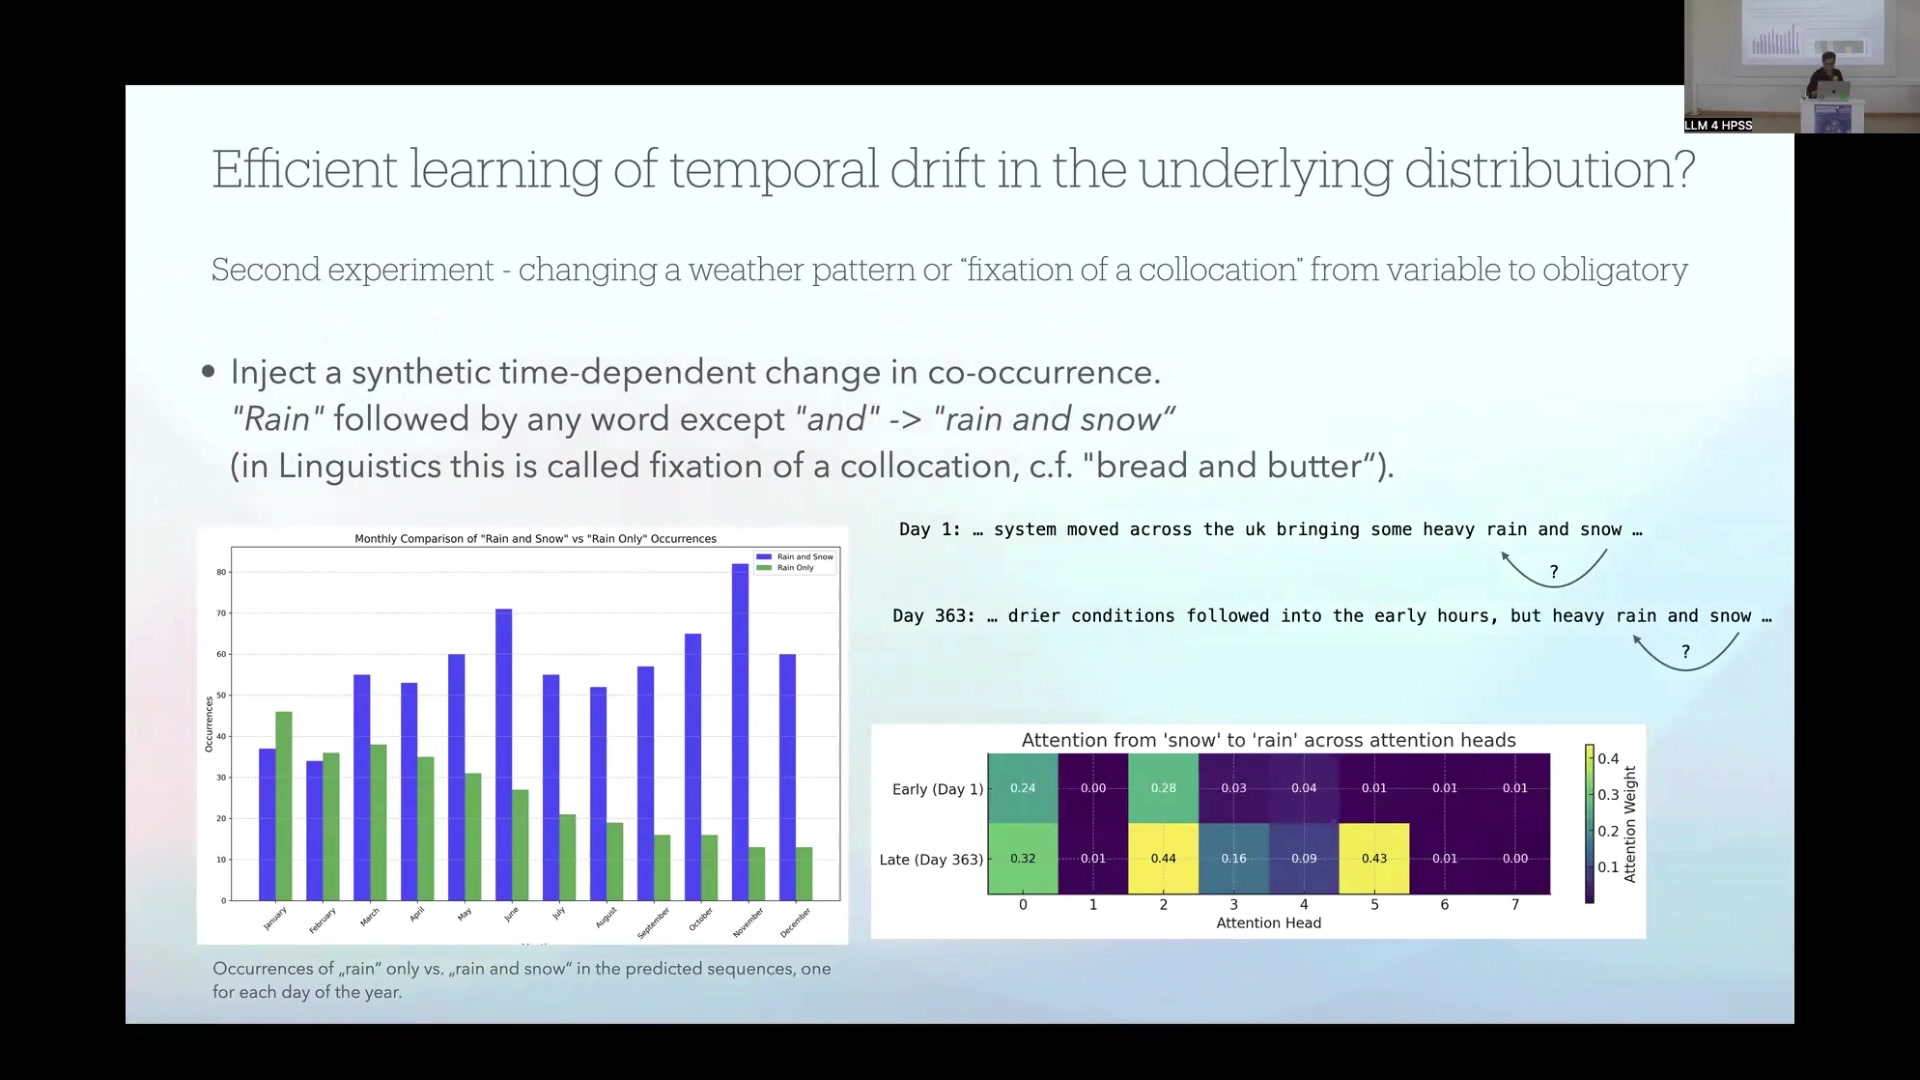 LLM 4 HPSS
Efficient learning of temporal drift in the underlying distribution?
Second experiment - changing a weather pattern or “fixation of a collocation” from variable to obligatory
• Inject a synthetic time-dependent change in co-occurrence.
"Rain" followed by any word except "and" -> "rain and snow“
(in Linguistics this is called fixation of a collocation, c.f. "bread and butter“).
Monthly Comparison of "Rain and Snow" vs "Rain Only" Occurrences
Rain and Snow
Rain Only
Occurrences
80
70
60
50
40
30
20
10
0
January February March April May June July August September October November December
Occurrences of „rain“ only vs. „rain and snow“ in the predicted sequences, one
for each day of the year.
Day 1: … system moved across the uk bringing some heavy rain and snow …
?
Day 363: … drier conditions followed into the early hours, but heavy rain and snow …
?
Attention from 'snow' to 'rain' across attention heads
Early (Day 1) 0.24 0.00 0.28 0.03 0.04 0.01 0.01 0.01
Late (Day 363) 0.32 0.01 0.44 0.16 0.09 0.43 0.01 0.00
0 1 2 3 4 5 6 7
Attention Head
0.4
0.3
0.2
0.1
Attention Weight